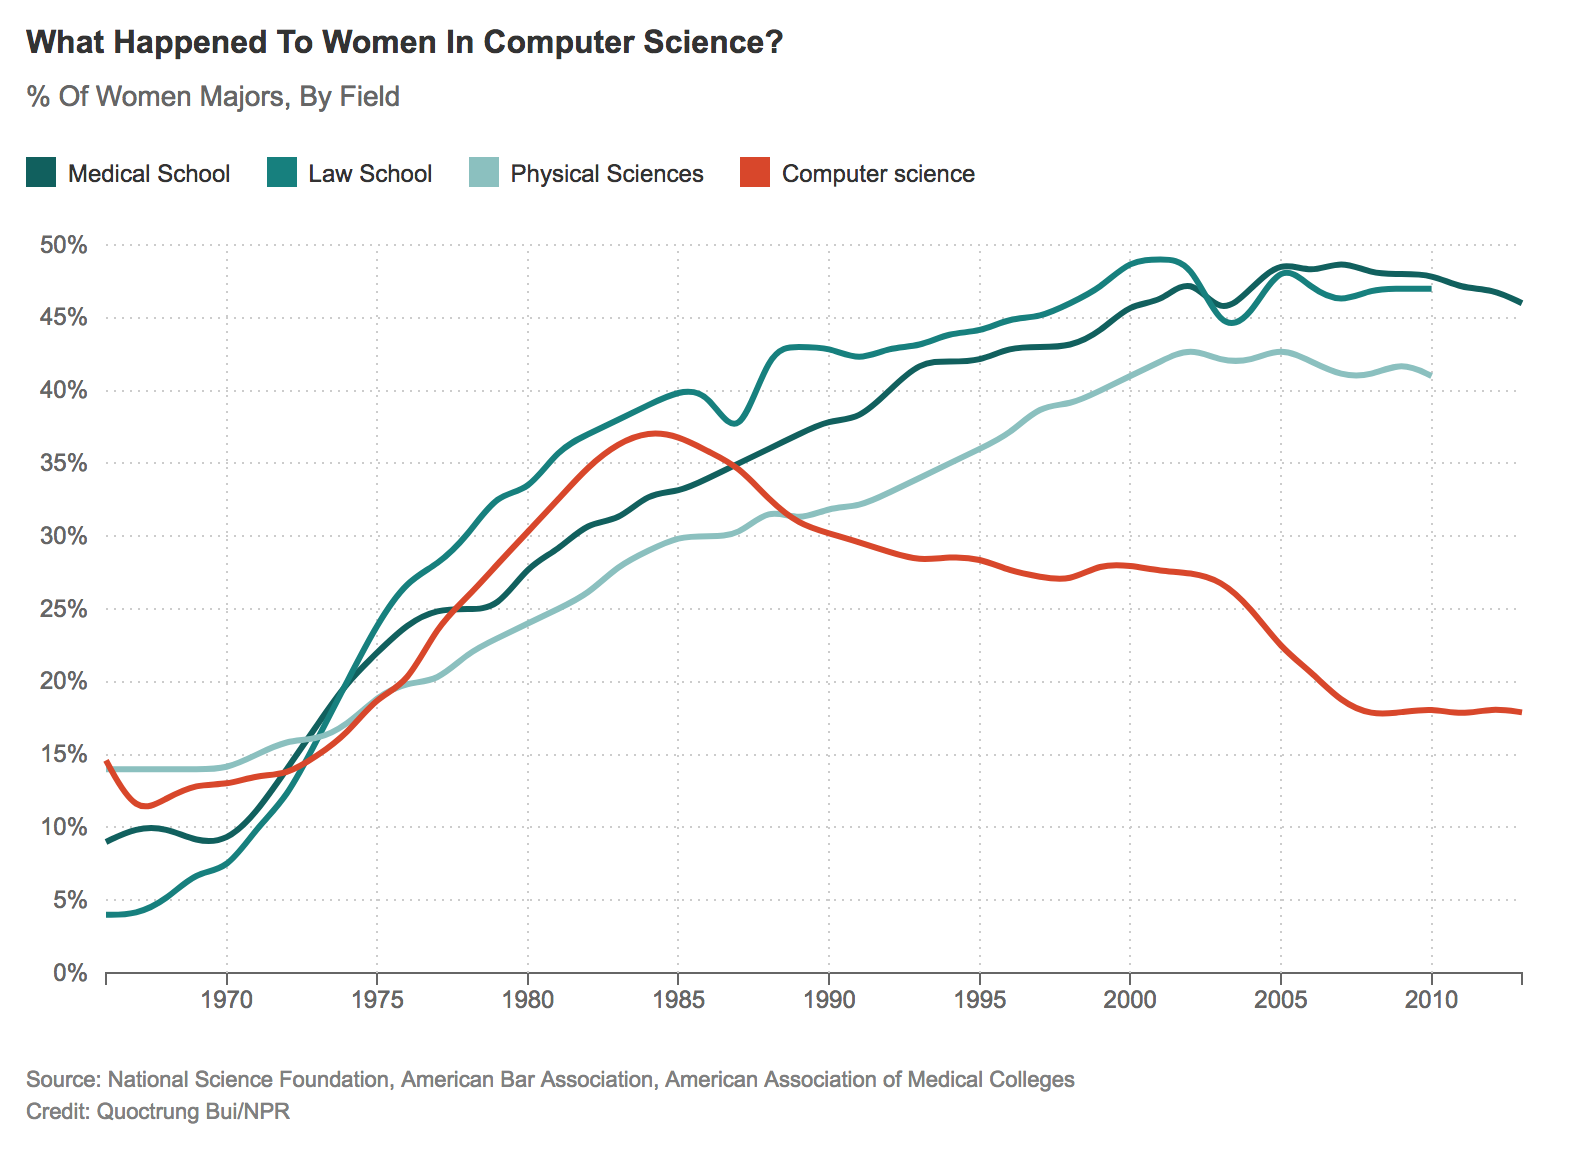 What Happened To Women In Computer Science?
% Of Women Majors, By Field
Medical School Law School Physical Sciences Computer science
50%
45%
40%
35%
30%
25%
20%
15%
10%
5%
0%
1970 1975 1980 1985 1990 1995 2000 2005 2010
Source: National Science Foundation, American Bar Association, American Association of Medical Colleges
Credit: Quoctrung Bui/NPR